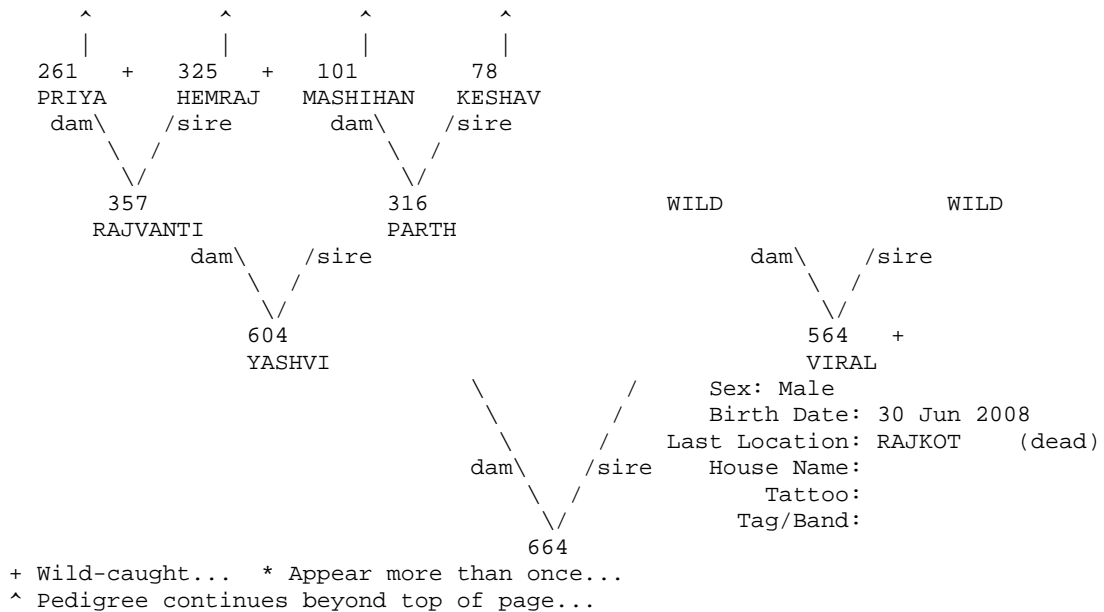 ^ ^ ^ ^
| | | |
261 + 325 + 101 78
PRIYA HEMRAJ MASHIHAN KESHAV
dam\ /sire dam\ /sire
\ / \ /
\/ \/
357 316 WILD WILD
RAJVANTI PARTH
dam\ /sire dam\ /sire
\ / \ /
\/ \/
604 564 +
YASHVI VIRAL
\ / Sex: Male
\ / Birth Date: 30 Jun 2008
\ / Last Location: RAJKOT (dead)
dam\ /sire House Name:
\ / Tattoo:
\/ Tag/Band:
664
+ Wild-caught... * Appear more than once...
^ Pedigree continues beyond top of page...